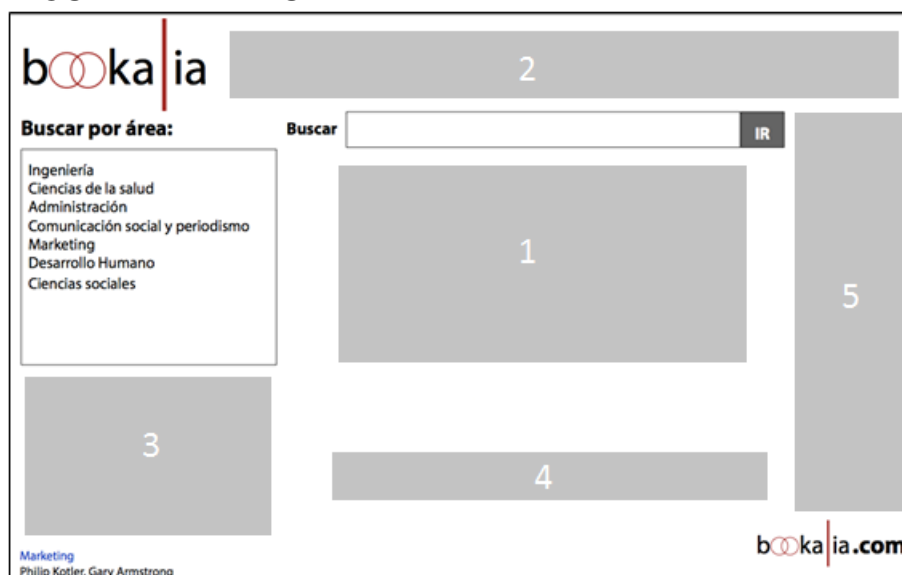 bookalia
2
Buscar por área:
Buscar
IR
Ingeniería
Ciencias de la salud
Administración
Comunicación social y periodismo
Marketing
Desarrollo Humano
Ciencias sociales
1
5
3
4
bookalia.com
Marketing
Philip Kotler, Gary Armstrong